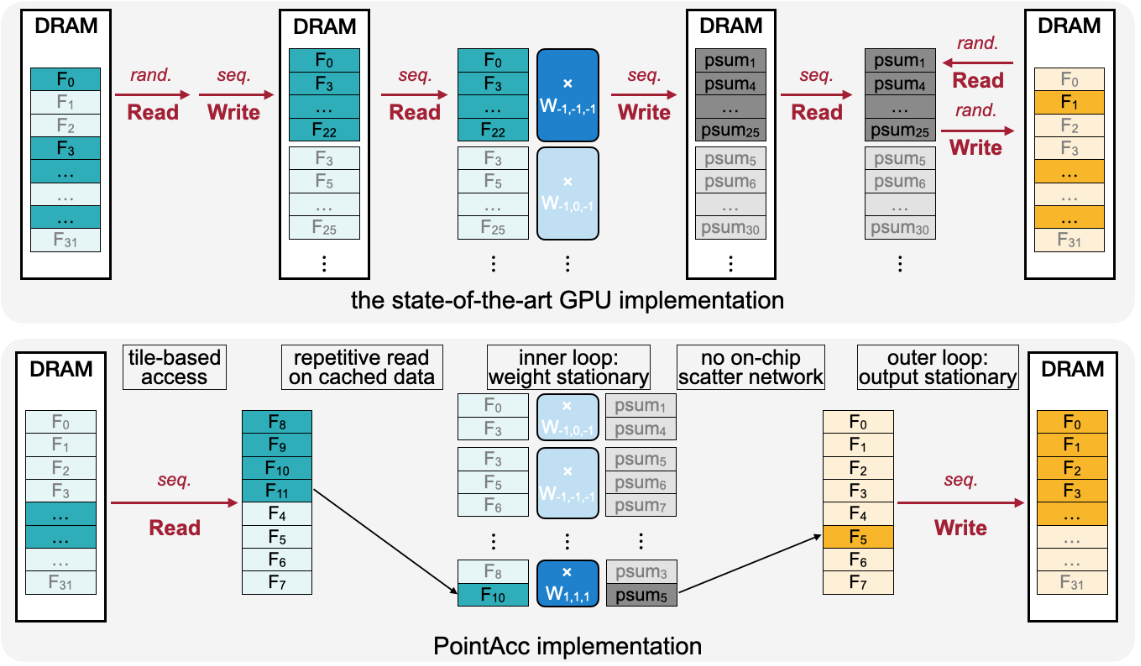 DRAM
F0
F1
F2
F3
...
...
...
F31
rand.
Read
seq.
Write
DRAM
F0
F3
...
F22
F3
F5
...
F25
⋮
seq.
Read
F0
F3
...
F22
F3
F5
...
F25
⋮
×
W-1,-1,-1
×
W-1,0,-1
⋮
seq.
Write
DRAM
psum1
psum4
...
psum25
psum5
psum6
...
psum30
⋮
seq.
Read
psum1
psum4
...
psum25
psum5
psum6
...
psum30
⋮
rand.
Read
rand.
Write
DRAM
F0
F1
F2
F3
...
...
...
F31
the state-of-the-art GPU implementation
DRAM
F0
F1
F2
F3
...
...
...
F31
tile-based
access
seq.
Read
repetitive read
on cached data
F8
F9
F10
F11
F4
F5
F6
F7
inner loop:
weight stationary
F0
F3
×
W-1,0,-1
psum1
psum4
F3
F5
F6
×
W-1,-1,-1
psum5
psum6
psum7
⋮
⋮
⋮
F8
F10
×
W1,1,1
psum3
psum5
no on-chip
scatter network
outer loop:
output stationary
F0
F1
F2
F3
F4
F5
F6
F7
seq.
Write
DRAM
F0
F1
F2
F3
...
...
...
F31
PointAcc implementation